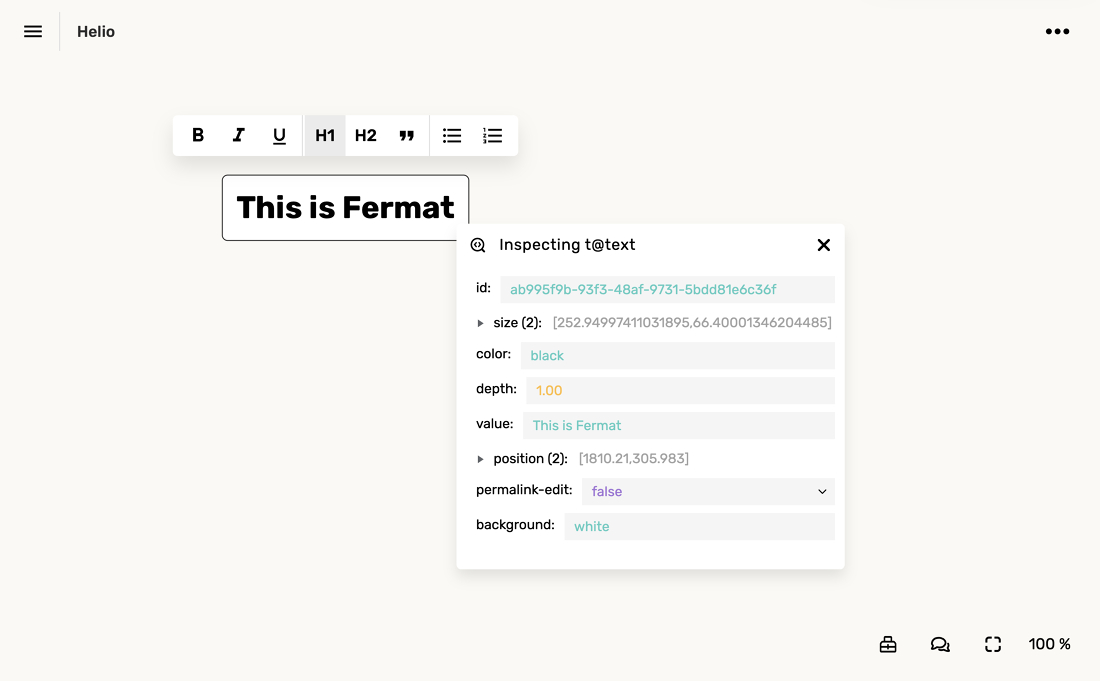 Helio
B I U H1 H2
This is Fermat
Inspecting t@text
id: ab995f9b-93f3-48af-9731-5bdd81e6c36f
size (2): [252.94997411031895,66.40001346204485]
color: black
depth: 1.00
value: This is Fermat
position (2): [1810.21,305.983]
permalink-edit: false
background: white
100 %